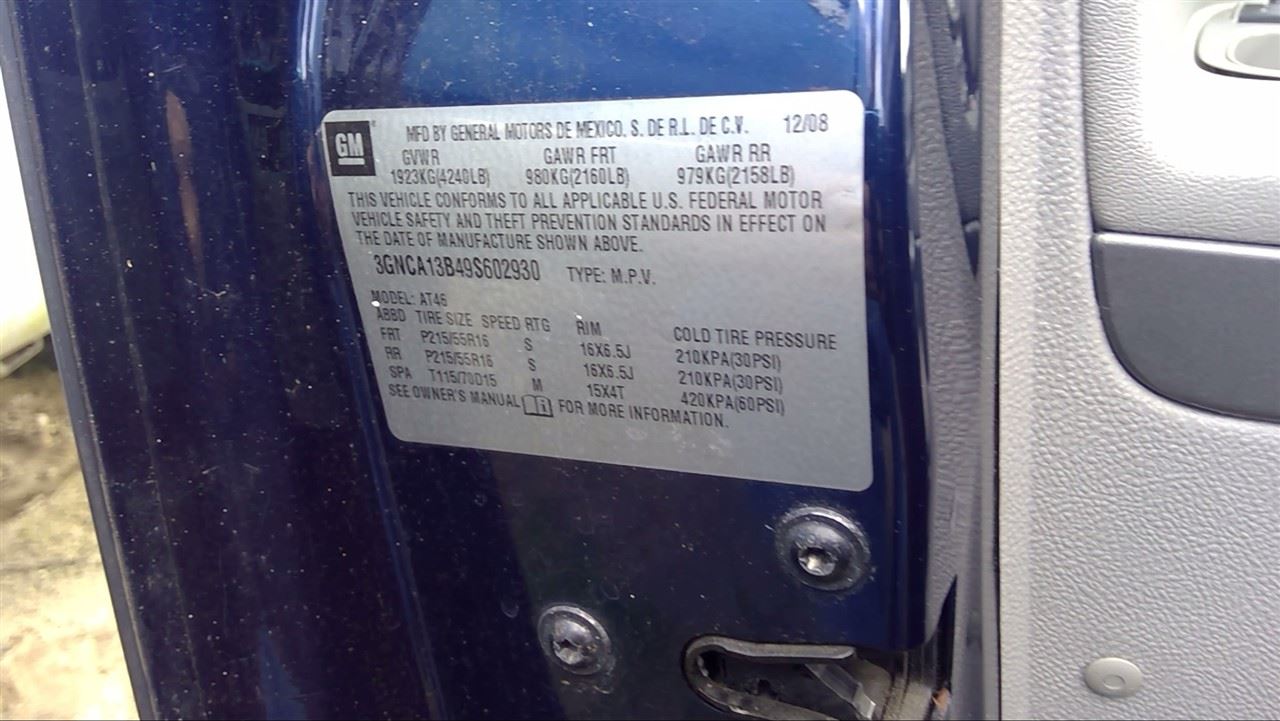 GM® MFD BY GENERAL MOTORS DE MEXICO, S. DE R.L. DE C.V. 12/08
GVWR GAWR FRT GAWR RR
1923KG(4240LB) 980KG(2160LB) 979KG(2158LB)
THIS VEHICLE CONFORMS TO ALL APPLICABLE U.S. FEDERAL MOTOR
VEHICLE SAFETY AND THEFT PREVENTION STANDARDS IN EFFECT ON
THE DATE OF MANUFACTURE SHOWN ABOVE.
3GNCA13B49S602930 TYPE: M.P.V.
MODEL: AT46
ABBD TIRE SIZE SPEED RTG RIM COLD TIRE PRESSURE
FRT P215/55R16 S 16X6.5J 210KPA(30PSI)
RR P215/55R16 S 16X6.5J 210KPA(30PSI)
SPA T115/70D15 M 15X4T 420KPA(60PSI)
SEE OWNER'S MANUAL FOR MORE INFORMATION.